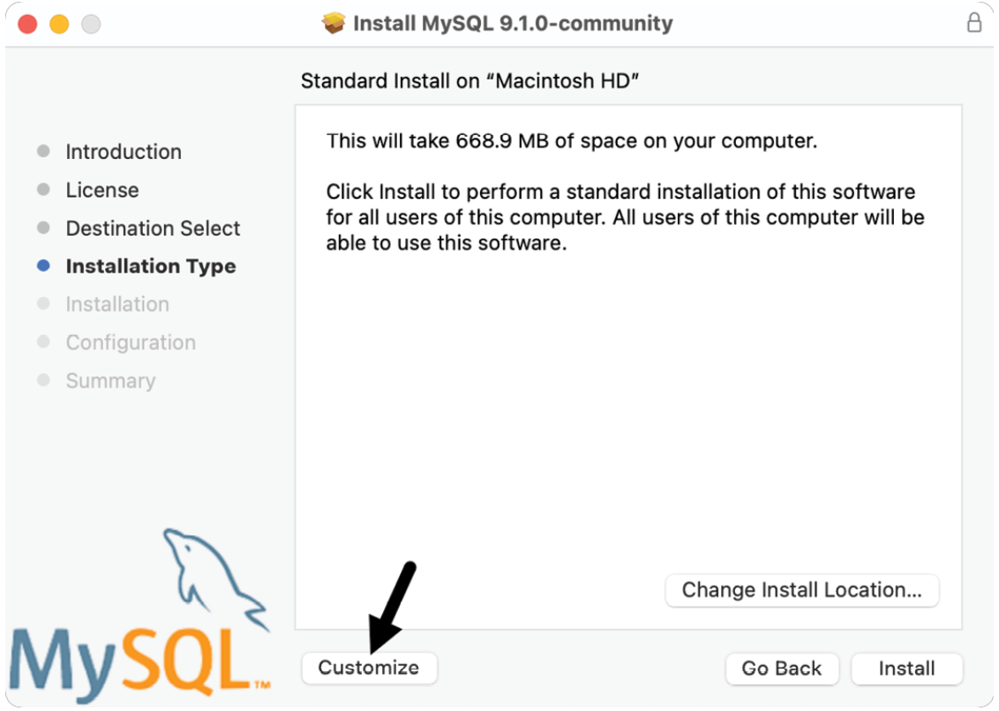 Install MySQL 9.1.0-community
Standard Install on “Macintosh HD”
Introduction
License
Destination Select
Installation Type
Installation
Configuration
Summary
This will take 668.9 MB of space on your computer.
Click Install to perform a standard installation of this software
for all users of this computer. All users of this computer will be
able to use this software.
Change Install Location...
MySQL™
Customize
Go Back
Install